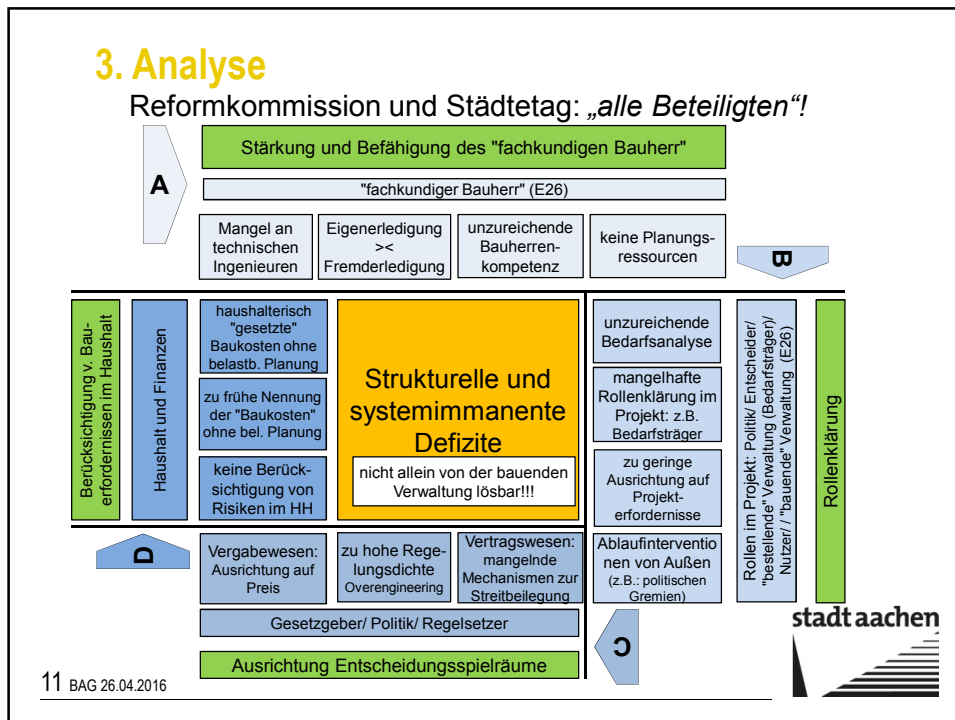 3. Analyse
Reformkommission und Städtetag: „alle Beteiligten“!
A
Stärkung und Befähigung des "fachkundigen Bauherr"
"fachkundiger Bauherr" (E26)
Mangel an
technischen
Ingenieuren
Eigenerledigung
><
Fremderledigung
unzureichende
Bauherren-
kompetenz
keine Planungs-
ressourcen
B
Berücksichtigung v. Bau-
erfordernissen im Haushalt
Haushalt und Finanzen
haushalterisch
"gesetzte"
Baukosten ohne
belastb. Planung
zu frühe Nennung
der "Baukosten"
ohne bel. Planung
keine Berück-
sichtigung von
Risiken im HH
Strukturelle und
systemimmanente
Defizite
nicht allein von der bauenden
Verwaltung lösbar!!!
unzureichende
Bedarfsanalyse
mangelhafte
Rollenklärung im
Projekt: z.B.
Bedarfsträger
zu geringe
Ausrichtung auf
Projekt-
erfordernisse
Ablaufinterventio
nen von Außen
(z.B.: politischen
Gremien)
Rollen im Projekt: Politik/ Entscheider/
"bestellende" Verwaltung (Bedarfsträger)/
Nutzer/ / "bauende" Verwaltung (E26)
Rollenklärung
D
Vergabewesen:
Ausrichtung auf
Preis
zu hohe Rege-
lungsdichte
Overengineering
Vertragswesen:
mangelnde
Mechanismen zur
Streitbeilegung
Gesetzgeber/ Politik/ Regelsetzer
C
Ausrichtung Entscheidungsspielräume
stadt aachen
11 BAG 26.04.2016